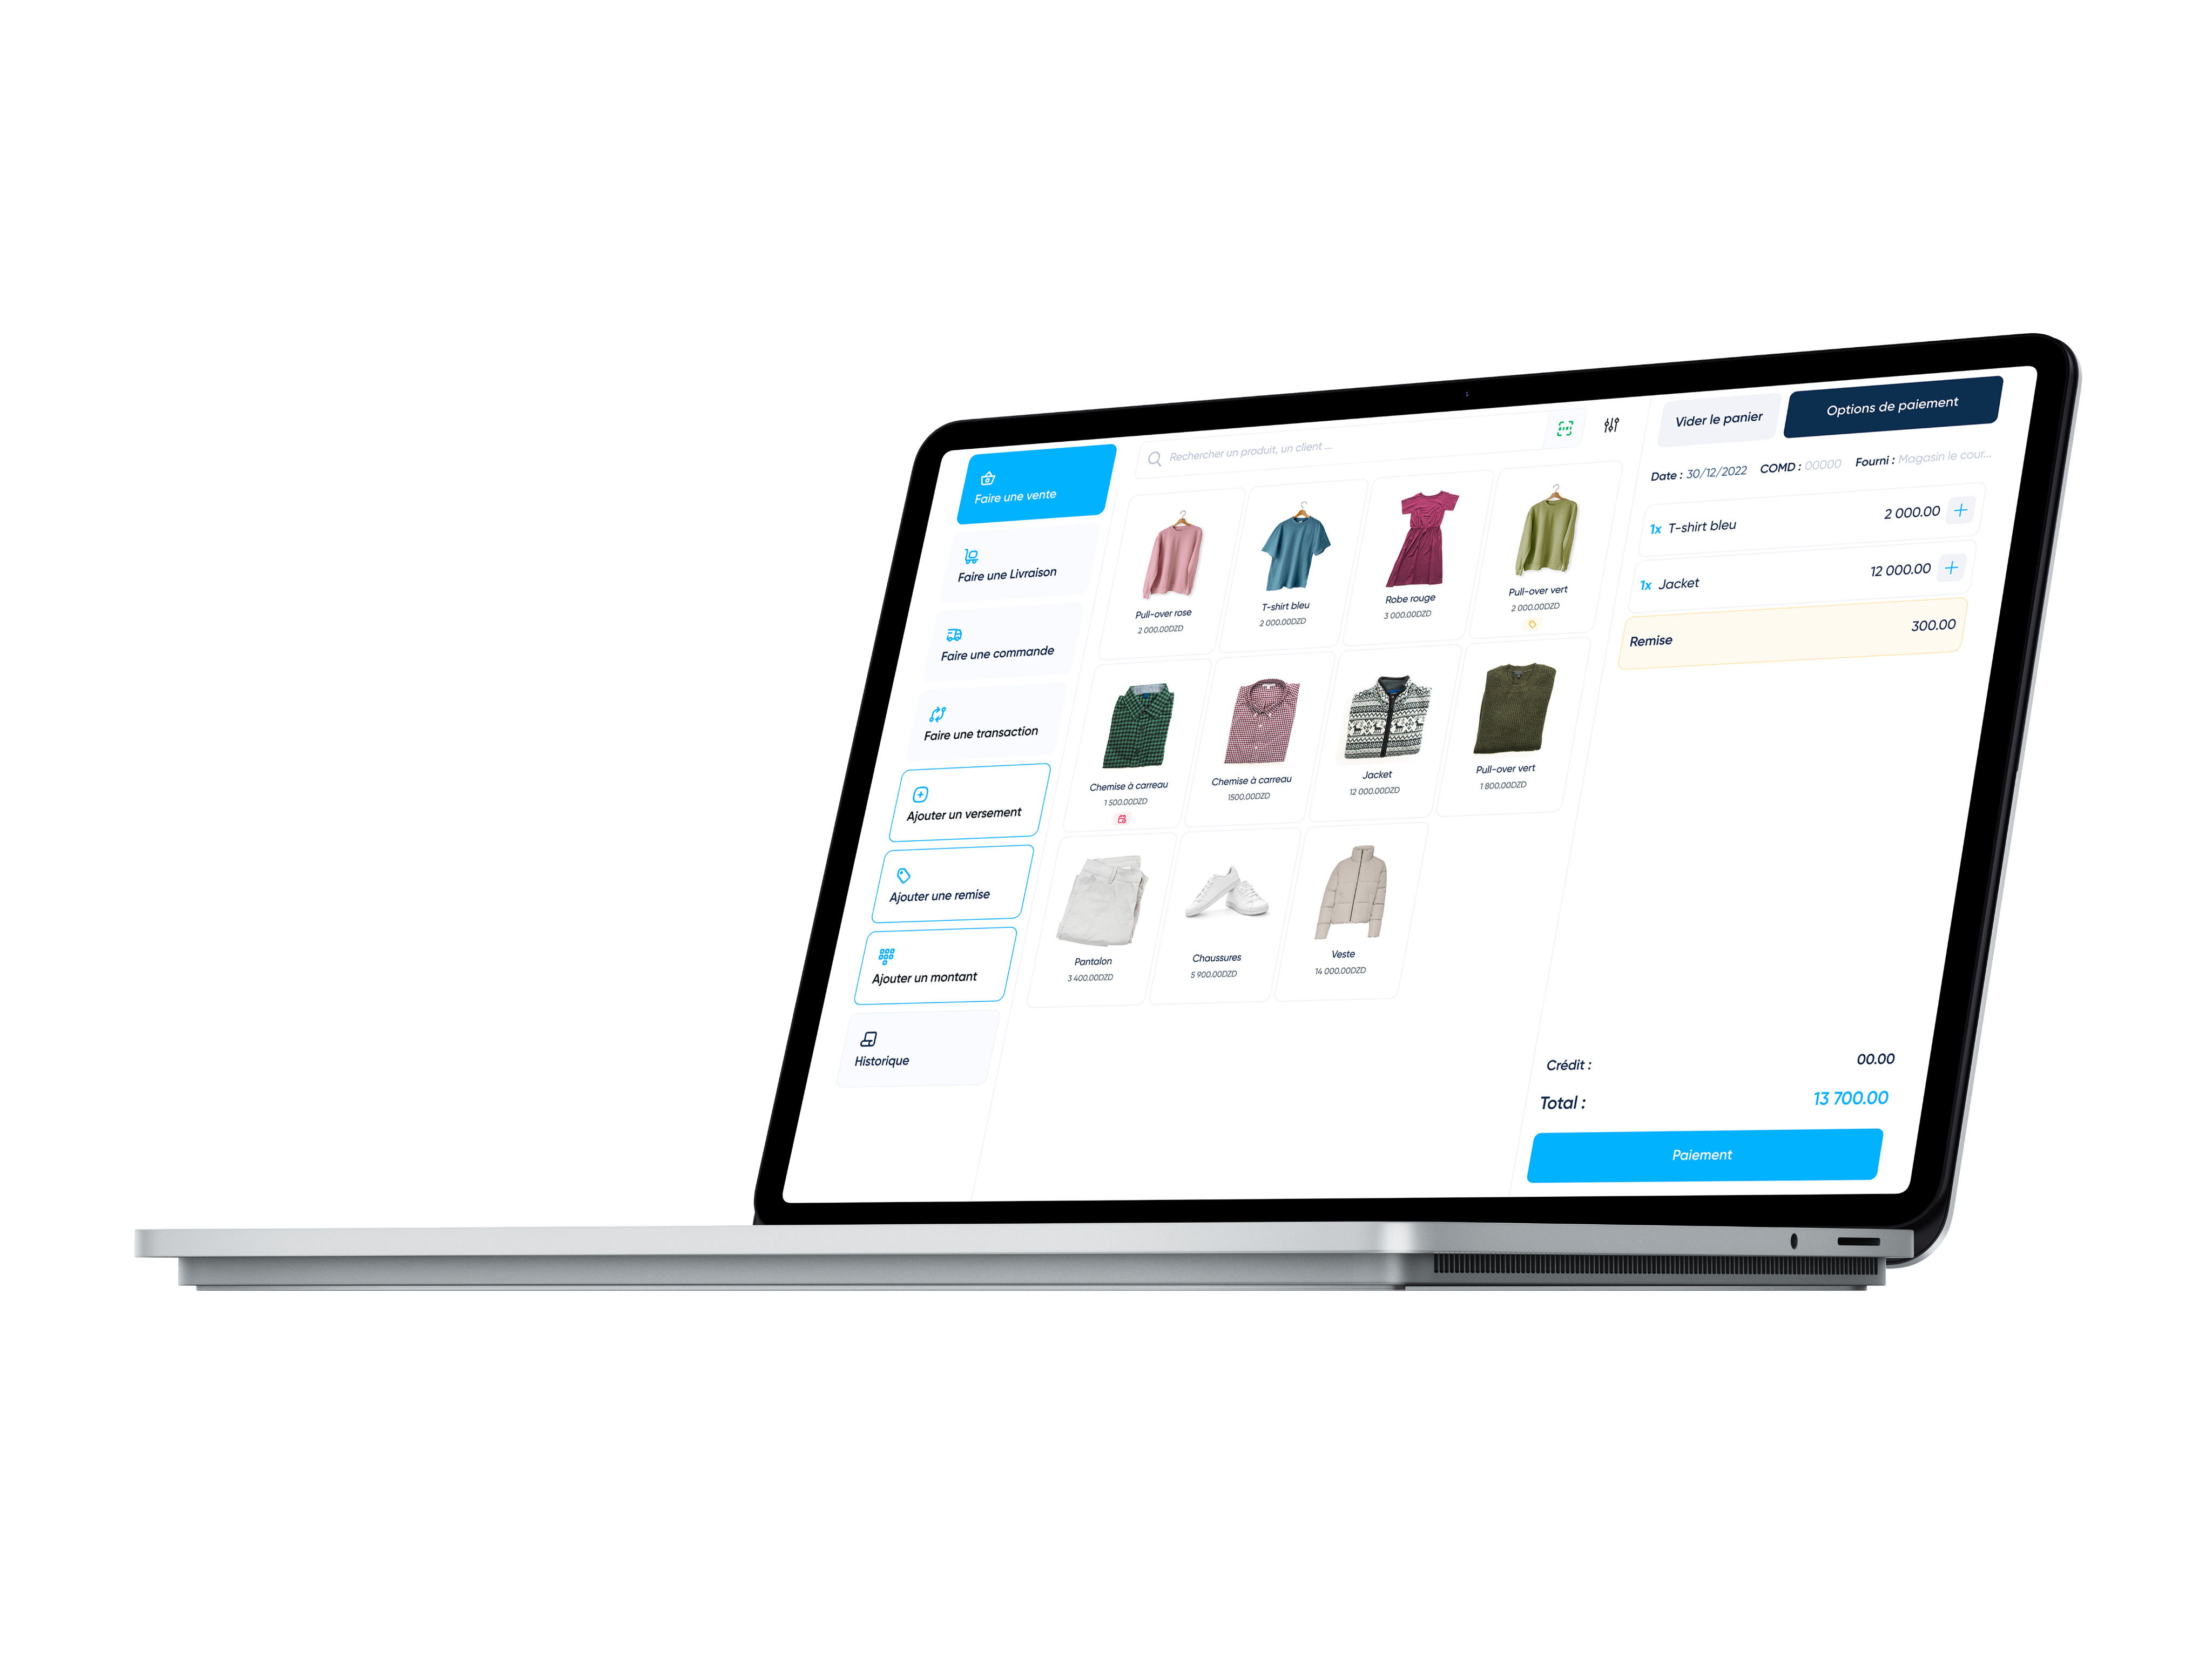 Faire une vente
Faire une Livraison
Faire une commande
Faire une transaction
Ajouter un versement
Ajouter une remise
Ajouter un montant
Historique
Rechercher un produit, un client ...
Pull-over rose
2 000.00DZD
T-shirt bleu
2 000.00DZD
Robe rouge
3 000.00DZD
Pull-over vert
2 000.00DZD
Chemise à carreau
1 500.00DZD
Chemise à carreau
1500.00DZD
Jacket
12 000.00DZD
Pull-over vert
1 800.00DZD
Pantalon
3 400.00DZD
Chaussures
5 900.00DZD
Veste
14 000.00DZD
Vider le panier
Options de paiement
Date : 30/12/2022 COMD : 00000 Fourni : Magasin le cour...
1x T-shirt bleu 2 000.00
1x Jacket 12 000.00
Remise 300.00
Crédit : 00.00
Total : 13 700.00
Paiement